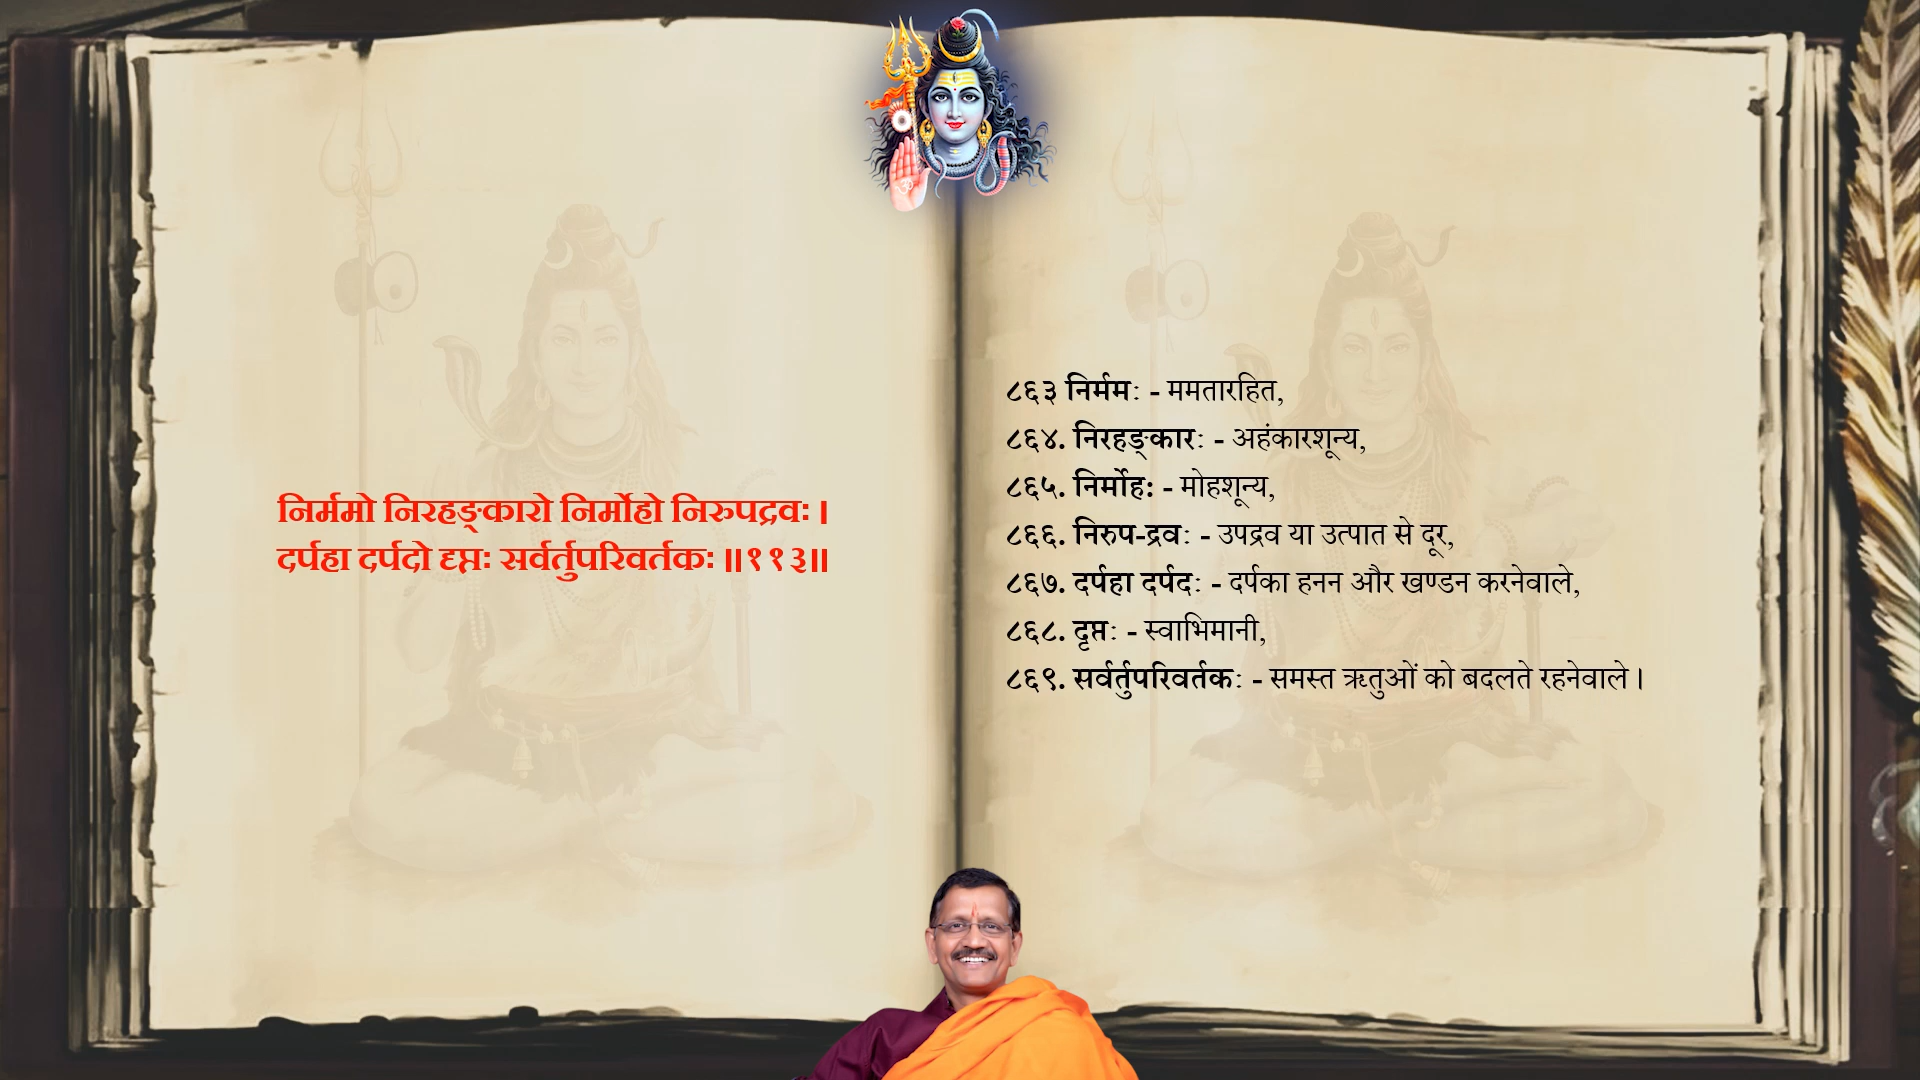 निर्ममो निरहङ्कारो निर्मोहो निरुपद्रवः ।
दर्पहा दर्पदो दृप्तः सर्वर्तुपरिवर्तकः ॥११३॥
८६३ निर्ममः - ममतारहित,
८६४. निरहङ्कारः - अहंकारशून्य,
८६५. निर्मोह: - मोहशून्य,
८६६. निरुप-द्रवः - उपद्रव या उत्पात से दूर,
८६७. दर्पहा दर्पदः - दर्पका हनन और खण्डन करनेवाले,
८६८. दृप्तः - स्वाभिमानी,
८६९. सर्वर्तुपरिवर्तकः - समस्त ऋतुओं को बदलते रहनेवाले ।